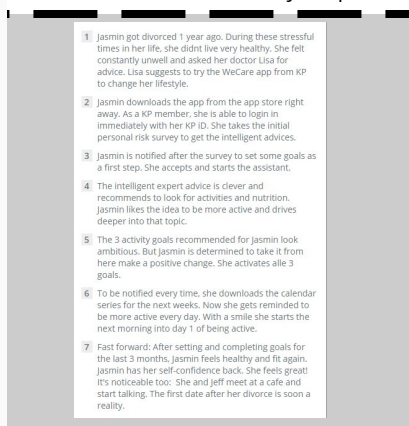 1 Jasmin got divorced 1 year ago. During these stressful
times in her life, she didnt live very healthy. She felt
constantly unwell and asked her doctor Lisa for
advice. Lisa suggests to try the WeCare app from KP
to change her lifestyle.
2 Jasmin downloads the app from the app store right
away. As a KP member, she is able to login in
immediately with her KP iD. She takes the initial
personal risk survey to get the intelligent advices.
3 Jasmin is notified after the survey to set some goals as
a first step. She accepts and starts the assistant.
4 The intelligent expert advice is clever and
recommends to look for activities and nutrition.
Jasmin likes the idea to be more active and drives
deeper into that topic.
5 The 3 activity goals recommended for Jasmin look
ambitious. But Jasmin is determined to take it from
here make a positive change. She activates alle 3
goals.
6 To be notified every time, she downloads the calendar
series for the next weeks. Now she gets reminded to
be more active every day. With a smile she starts the
next morning into day 1 of being active.
7 Fast forward: After setting and completing goals for
the last 3 months, Jasmin feels healthy and fit again.
Jasmin has her self-confidence back. She feels great!
It's noticeable too: She and Jeff meet at a cafe and
start talking. The first date after her divorce is soon a
reality.